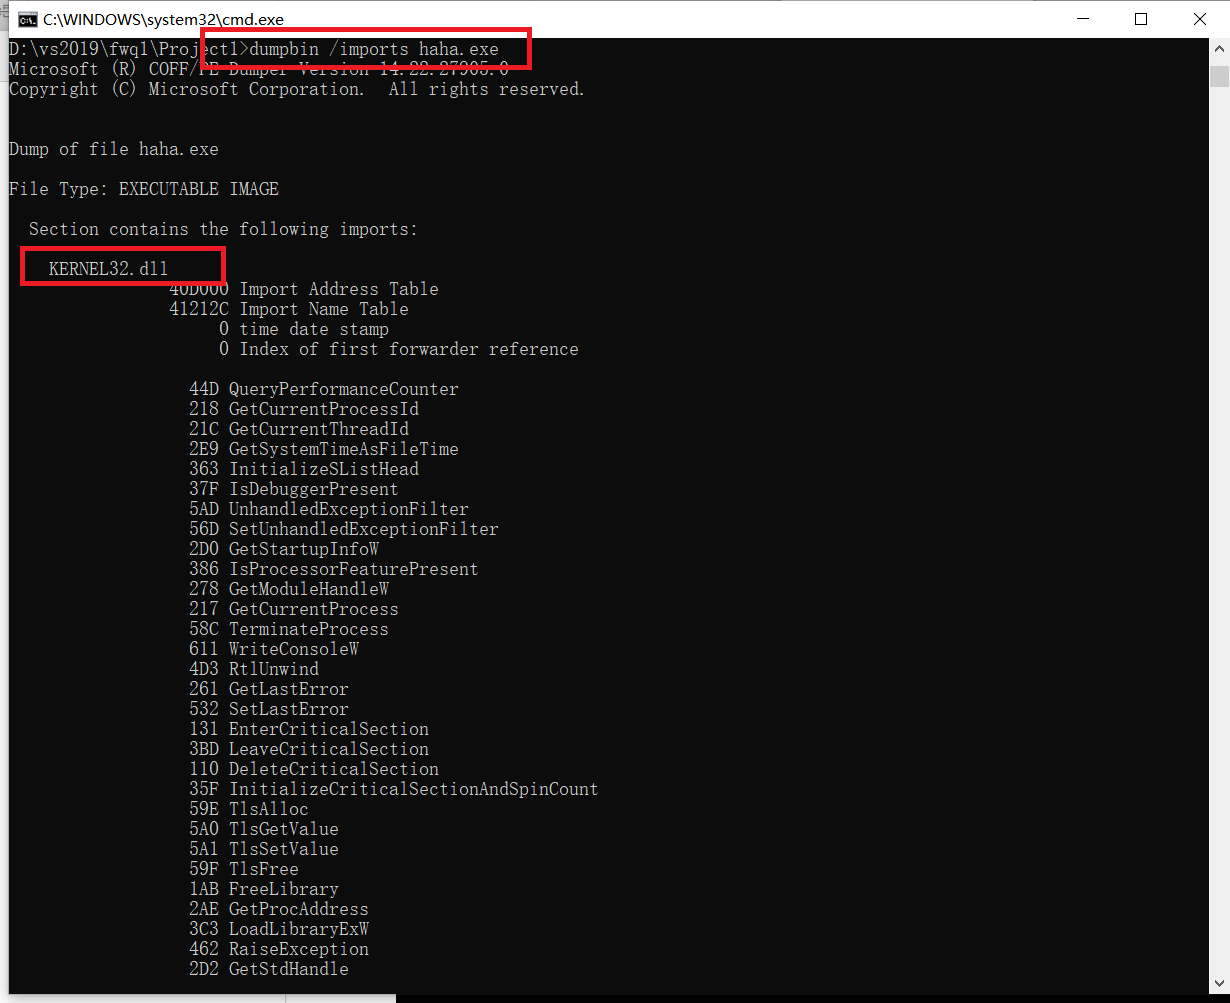 C:\WINDOWS\system32\cmd.exe
D:\vs2019\fwq1\Project1>dumpbin /imports haha.exe
Microsoft (R) COFF/PE Dumper Version 14.22.27905.0
Copyright (C) Microsoft Corporation.  All rights reserved.
Dump of file haha.exe
File Type: EXECUTABLE IMAGE
Section contains the following imports:
KERNEL32.dll
40D000 Import Address Table
41212C Import Name Table
0 time date stamp
0 Index of first forwarder reference
44D QueryPerformanceCounter
218 GetCurrentProcessId
21C GetCurrentThreadId
2E9 GetSystemTimeAsFileTime
363 InitializeSListHead
37F IsDebuggerPresent
5AD UnhandledExceptionFilter
56D SetUnhandledExceptionFilter
2D0 GetStartupInfoW
386 IsProcessorFeaturePresent
278 GetModuleHandleW
217 GetCurrentProcess
58C TerminateProcess
611 WriteConsoleW
4D3 RtlUnwind
261 GetLastError
532 SetLastError
131 EnterCriticalSection
3BD LeaveCriticalSection
110 DeleteCriticalSection
35F InitializeCriticalSectionAndSpinCount
59E TlsAlloc
5A0 TlsGetValue
5A1 TlsSetValue
59F TlsFree
1AB FreeLibrary
2AE GetProcAddress
3C3 LoadLibraryExW
462 RaiseException
2D2 GetStdHandle